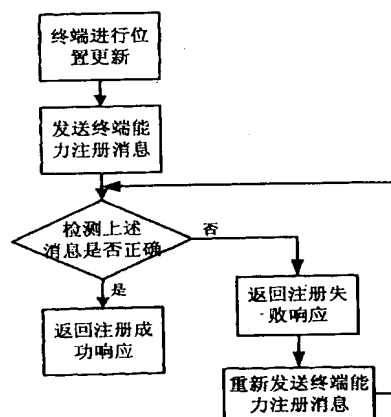 终端进行位
置更新
发送终端能
力注册消息
检测上述
消息是否正确
否
是
返回注册成
功响应
返回注册失
败响应
重新发送终端能
力注册消息